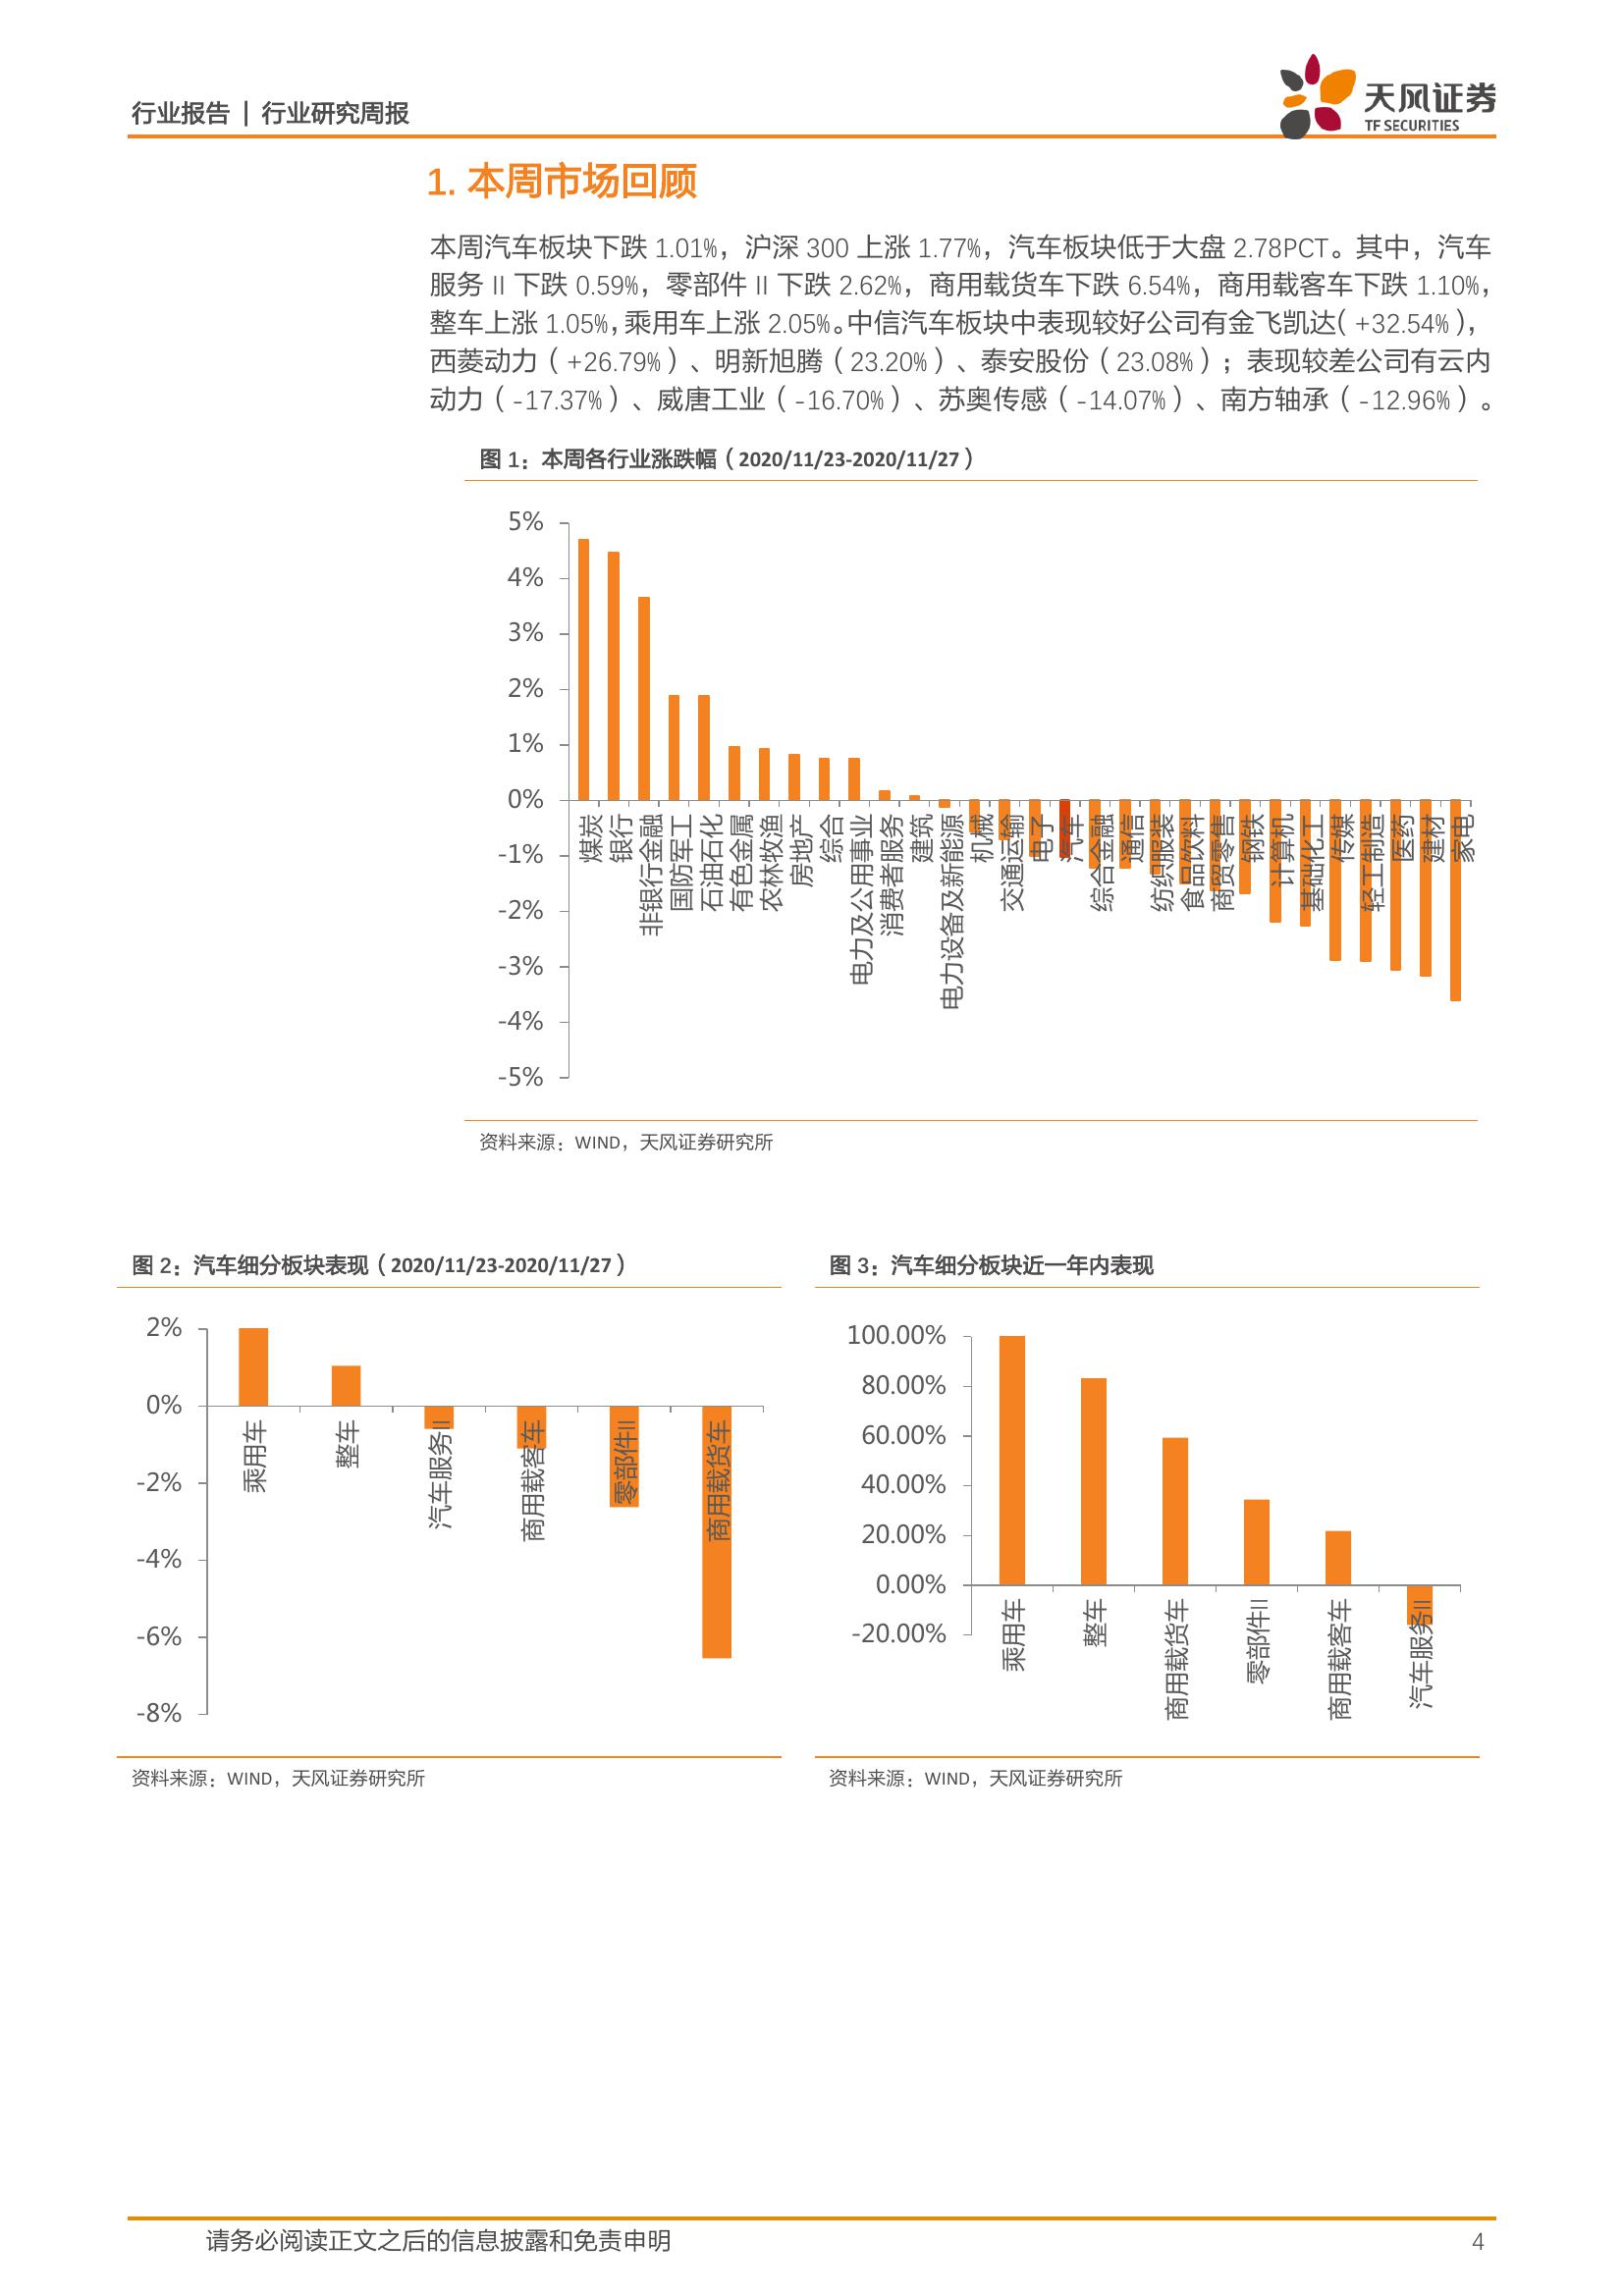 行业报告 | 行业研究周报
天风证券
TF SECURITIES
1. 本周市场回顾
本周汽车板块下跌 1.01%，沪深 300 上涨 1.77%，汽车板块低于大盘 2.78PCT。其中，汽车
服务 II 下跌 0.59%，零部件 II 下跌 2.62%，商用载货车下跌 6.54%，商用载客车下跌 1.10%，
整车上涨 1.05%，乘用车上涨 2.05%。中信汽车板块中表现较好公司有金飞凯达（+32.54%），
西菱动力（+26.79%）、明新旭腾（23.20%）、泰安股份（23.08%）；表现较差公司有云内
动力（-17.37%）、威唐工业（-16.70%）、苏奥传感（-14.07%）、南方轴承（-12.96%）。
图 1：本周各行业涨跌幅（2020/11/23-2020/11/27）
5%
4%
3%
2%
1%
0%
-1%
-2%
-3%
-4%
-5%
煤炭
银行
非银行金融
国防军工
石油石化
有色金属
农林牧渔
房地产
综合
电力及公用事业
消费者服务
建筑
电力设备及新能源
机械
交通运输
电子
汽车
综合金融
通信
纺织服装
食品饮料
商贸零售
钢铁
计算机
基础化工
传媒
轻工制造
医药
建材
家电
资料来源：WIND，天风证券研究所
图 2：汽车细分板块表现（2020/11/23-2020/11/27）
2%
0%
-2%
-4%
-6%
-8%
乘用车
整车
汽车服务II
商用载客车
零部件II
商用载货车
资料来源：WIND，天风证券研究所
图 3：汽车细分板块近一年内表现
100.00%
80.00%
60.00%
40.00%
20.00%
0.00%
-20.00%
乘用车
整车
商用载货车
零部件II
商用载客车
汽车服务II
资料来源：WIND，天风证券研究所
请务必阅读正文之后的信息披露和免责申明
4